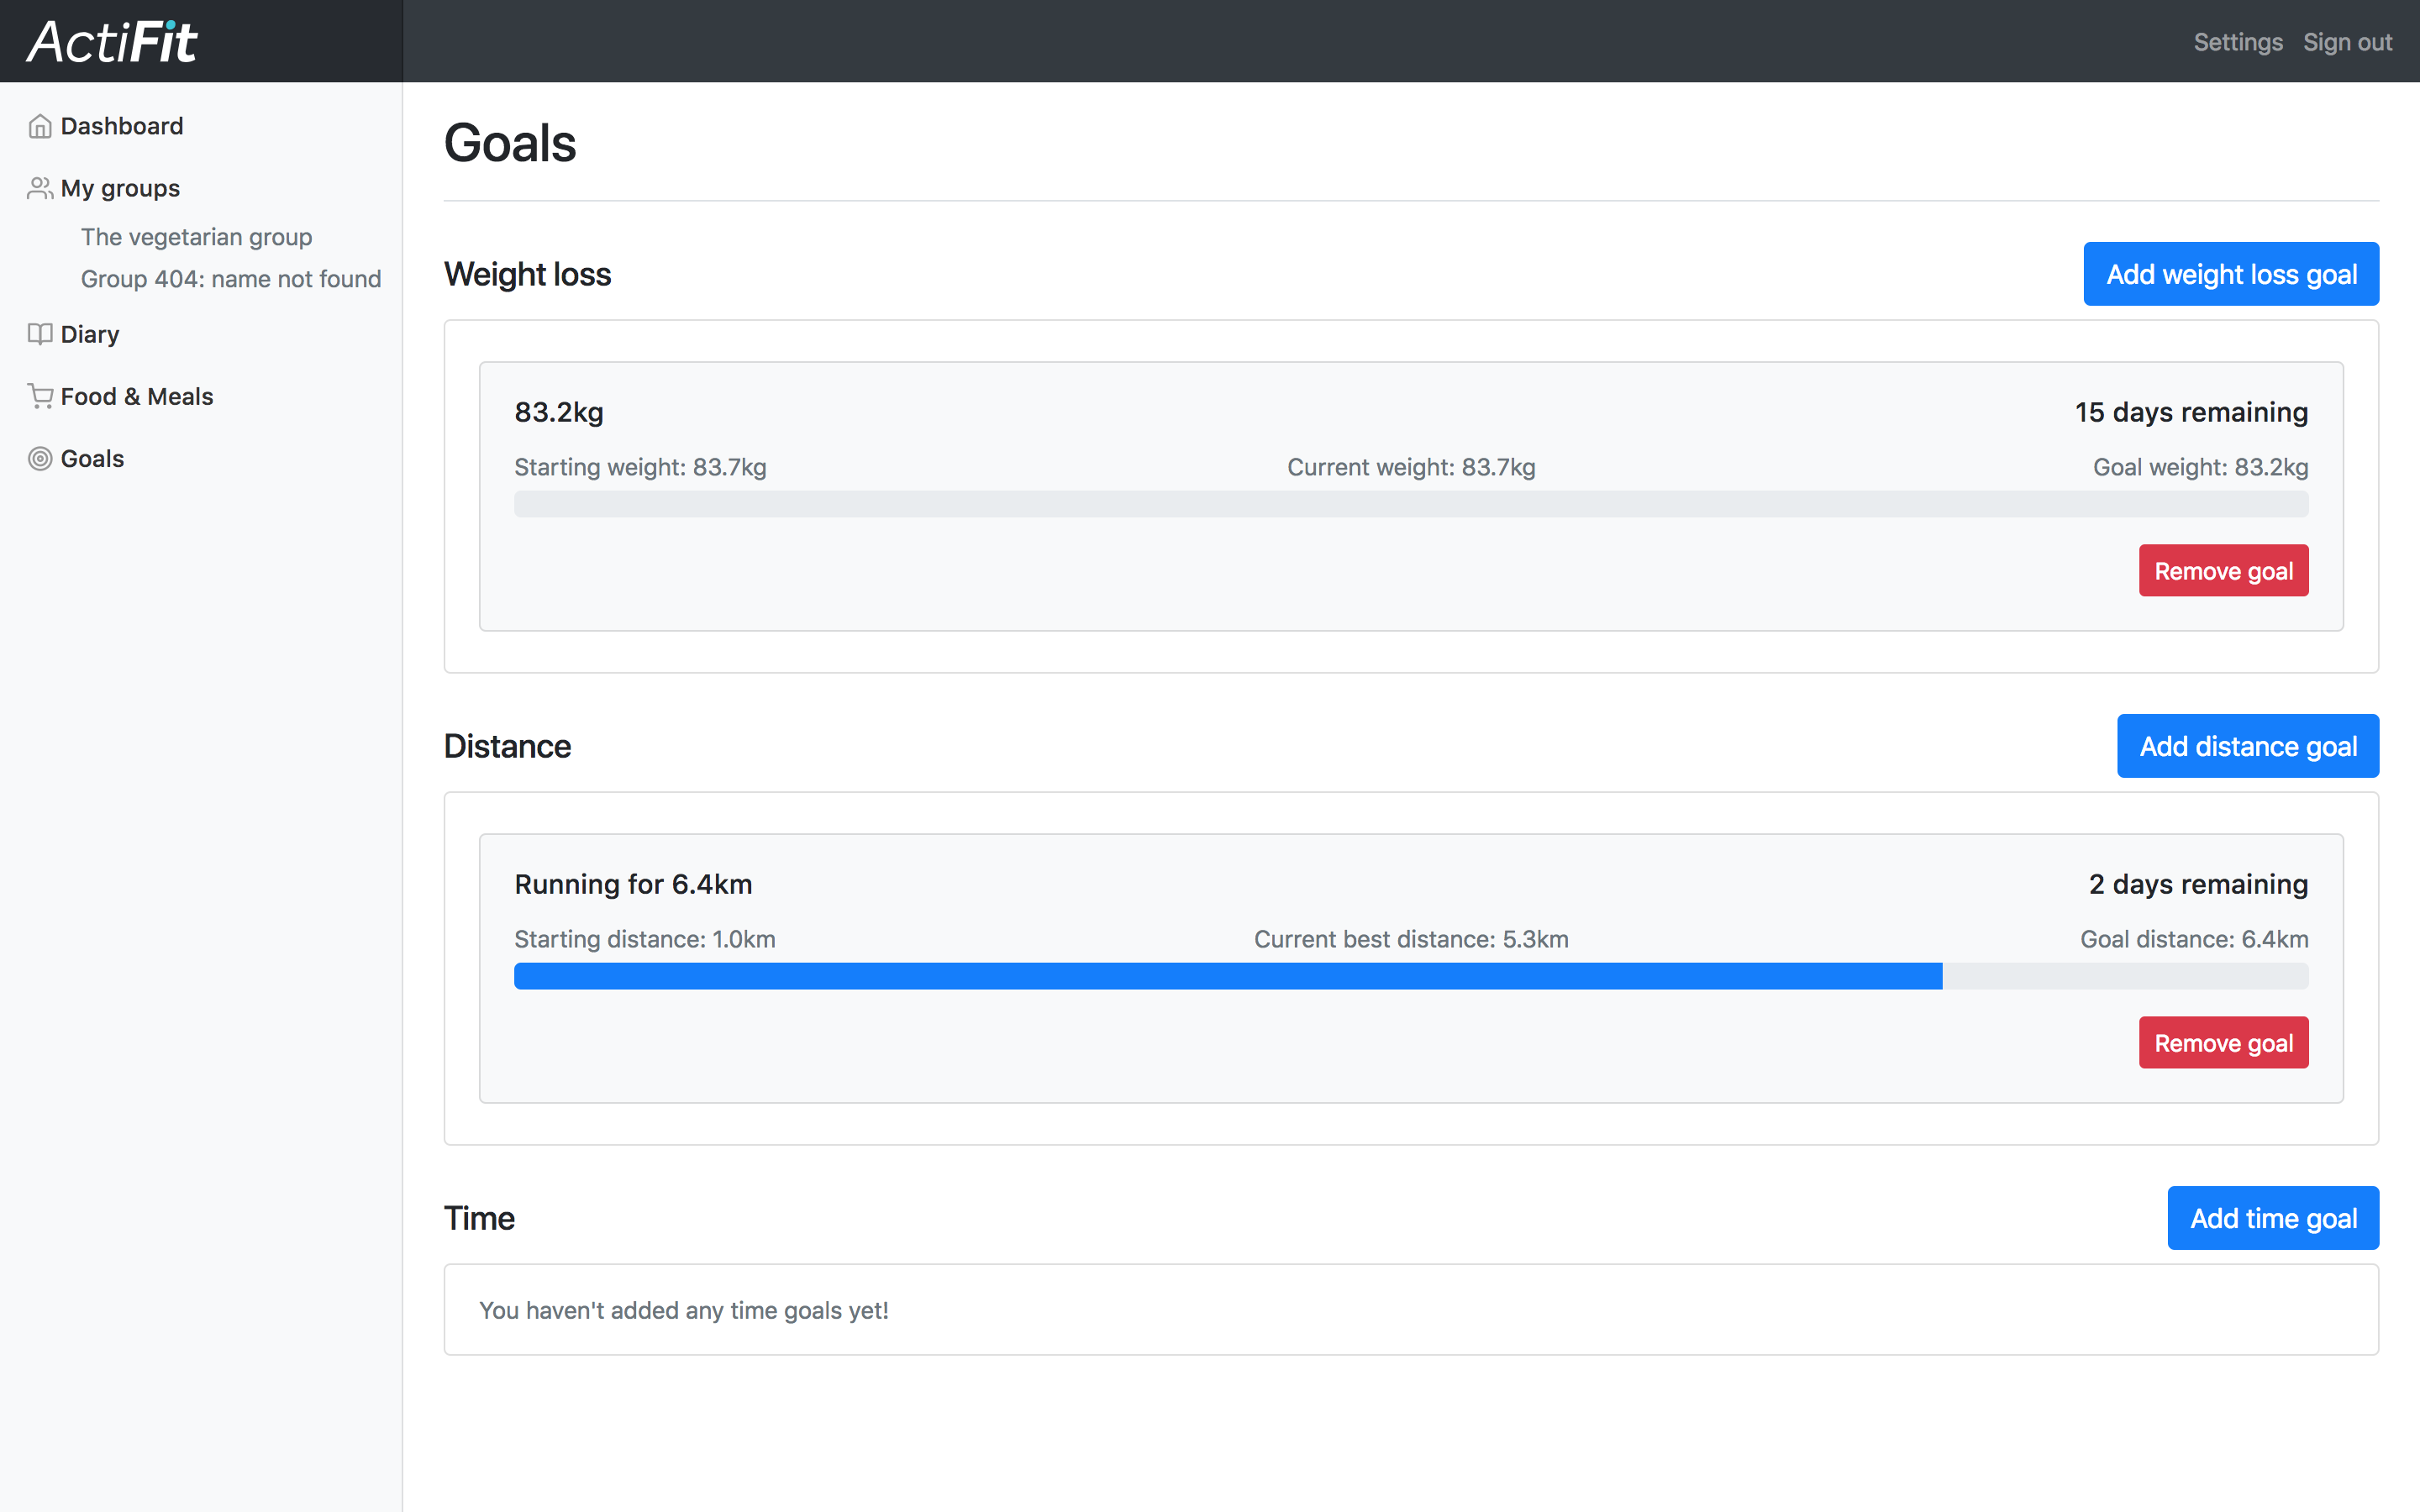 ActiFit
Settings Sign out
Dashboard
My groups
The vegetarian group
Group 404: name not found
Diary
Food & Meals
Goals
Goals
Weight loss
Add weight loss goal
83.2kg
15 days remaining
Starting weight: 83.7kg
Current weight: 83.7kg
Goal weight: 83.2kg
Remove goal
Distance
Add distance goal
Running for 6.4km
2 days remaining
Starting distance: 1.0km
Current best distance: 5.3km
Goal distance: 6.4km
Remove goal
Time
Add time goal
You haven't added any time goals yet!